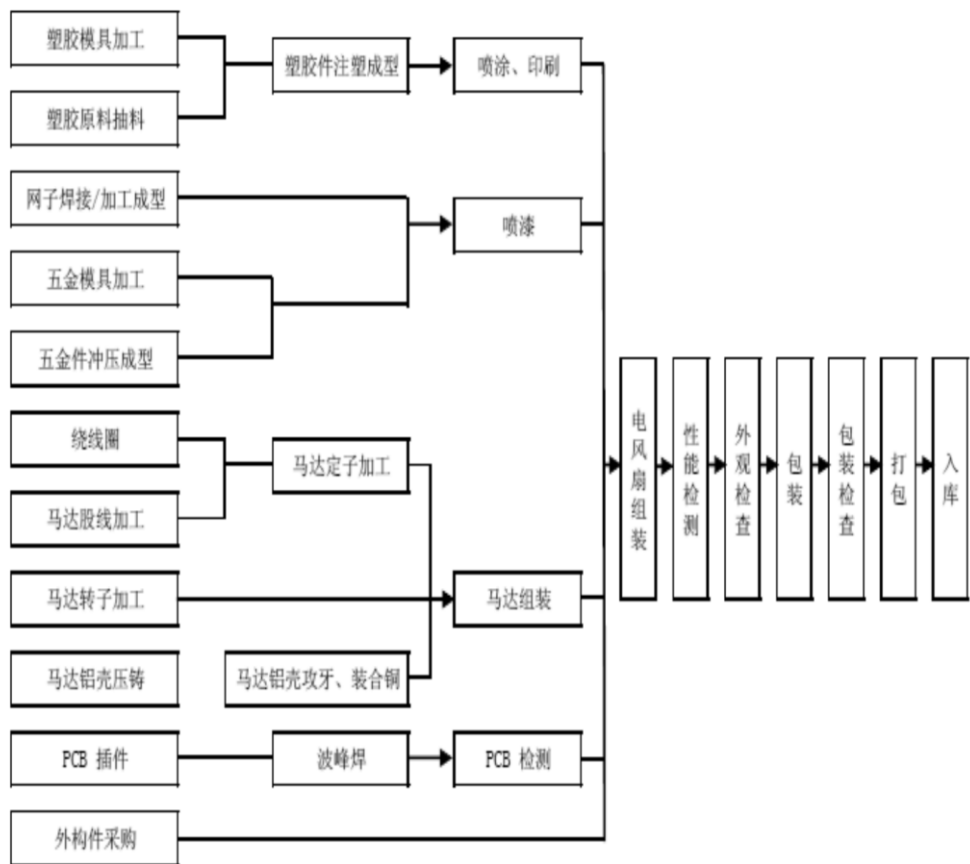 塑胶模具加工
塑胶件注塑成型
喷涂、印刷
塑胶原料抽料
网子焊接/加工成型
喷漆
五金模具加工
五金件冲压成型
绕线圈
马达定子加工
马达股线加工
马达转子加工
马达组装
马达铝壳压铸
马达铝壳攻牙、装合铜
PCB 插件
波峰焊
PCB 检测
外构件采购
电风扇组装
性能检测
外观检查
包装
包装检查
打包
入库